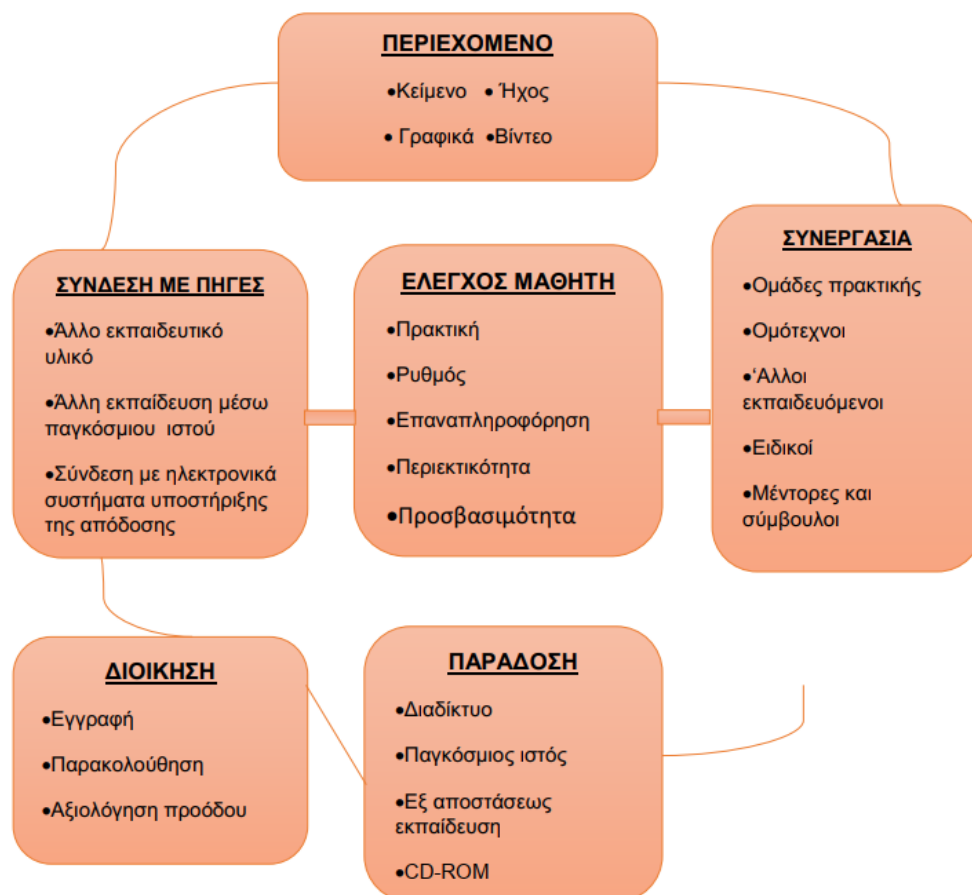 ΠΕΡΙΕΧΟΜΕΝΟ
•Κείμενο • Ήχος
• Γραφικά •Βίντεο
ΣΥΝΔΕΣΗ ΜΕ ΠΗΓΕΣ
•Άλλο εκπαιδευτικό
υλικό
•Άλλη εκπαίδευση μέσω
παγκόσμιου ιστού
•Σύνδεση με ηλεκτρονικά
συστήματα υποστήριξης
της απόδοσης
ΕΛΕΓΧΟΣ ΜΑΘΗΤΗ
•Πρακτική
•Ρυθμός
•Επαναπληροφόρηση
•Περιεκτικότητα
•Προσβασιμότητα
ΣΥΝΕΡΓΑΣΙΑ
•Ομάδες πρακτικής
•Ομότεχνοι
•‘Αλλοι
εκπαιδευόμενοι
•Ειδικοί
•Μέντορες και
σύμβουλοι
ΔΙΟΙΚΗΣΗ
•Εγγραφή
•Παρακολούθηση
•Αξιολόγηση προόδου
ΠΑΡΑΔΟΣΗ
•Διαδίκτυο
•Παγκόσμιος ιστός
•Εξ αποστάσεως
εκπαίδευση
•CD-ROM